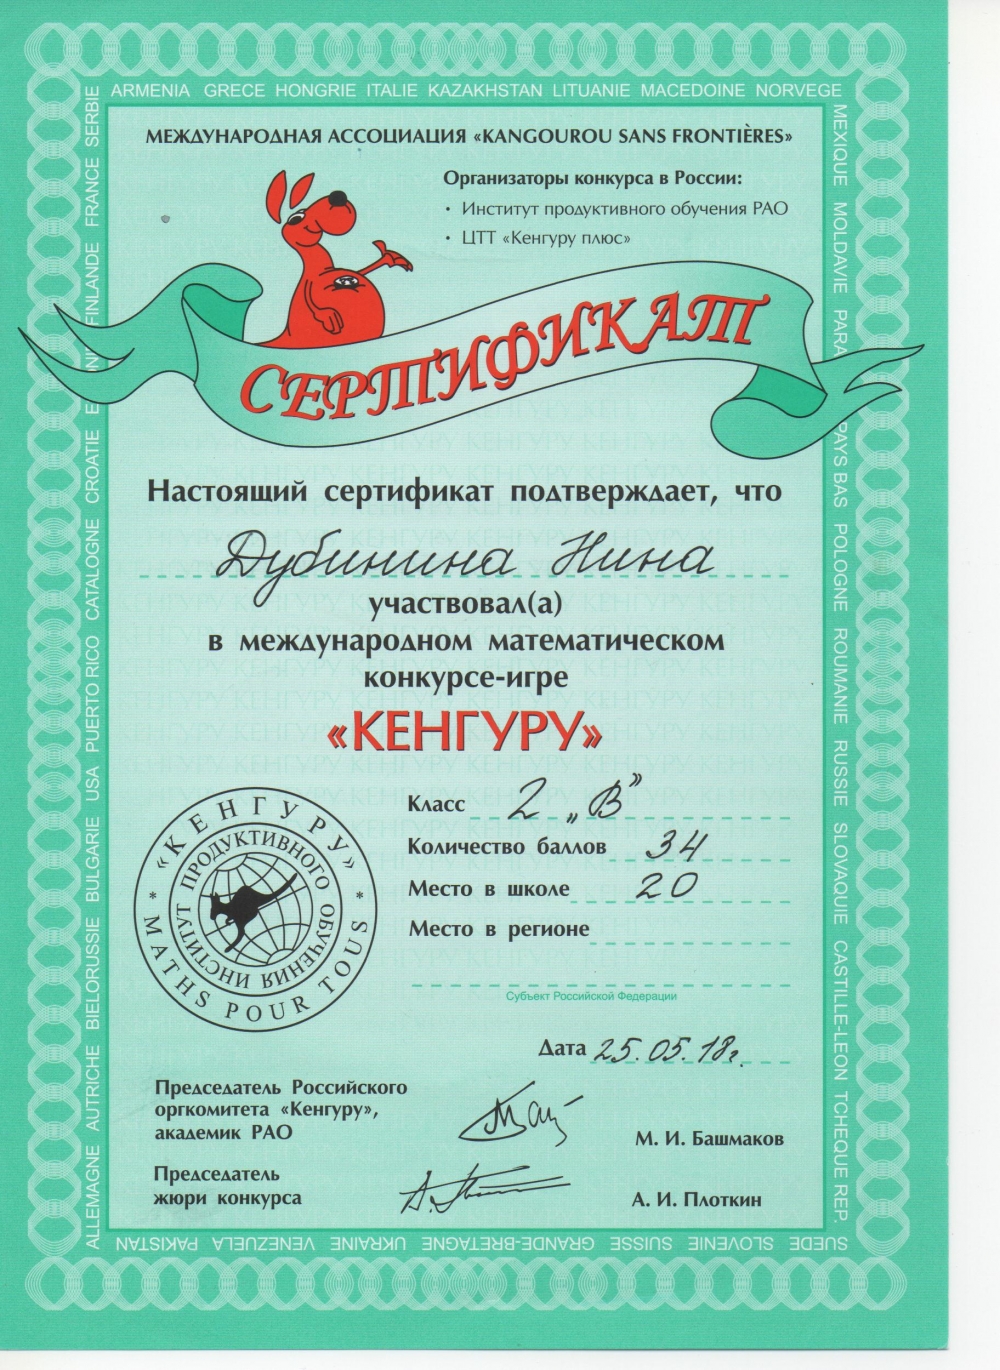 ARMENIA GRECE HONGRIE ITALIE KAZAKHSTAN LITUANIE MACEDOINE NORVEGE
МЕЖДУНАРОДНАЯ АССОЦИАЦИЯ «KANGOUROU SANS FRONTIÈRES»
Организаторы конкурса в России:
• Институт продуктивного обучения РАО
• ЦТТ «Кенгуру плюс»
СЕРТИФИКАТ
Настоящий сертификат подтверждает, что
Дубинина Нина
участвовал(а)
в международном математическом
конкурсе-игре
«КЕНГУРУ»
Класс 2 „В”
Количество баллов 34
Место в школе 20
Место в регионе
Субъект Российской Федерации
«КЕНГУРУ»
* MATHS POUR TOUS *
ИНСТИТУТ ПРОДУКТИВНОГО ОБУЧЕНИЯ
Дата 25.05.18г.
Председатель Российского
оргкомитета «Кенгуру»,
академик РАО
М. И. Башмаков
Председатель
жюри конкурса
А. И. Плоткин
ALLEMAGNE AUTRICHE BIELORUSSIE BULGARIE USA PUERTO RICO CATALOGNE CROATIE FINLANDE FRANCE SERBIE
MEXIQUE MOLDAVIE PARA PAYS BAS POLOGNE ROUMANIE RUSSIE SLOVAQUIE CASTILLE-LEON TCHEQUE REP.
SUEDE SLOVENIE SUISSE GRANDE-BRETAGNE UKRAINE VENEZUELA PAKISTAN